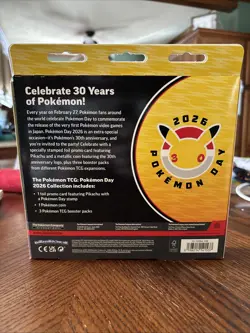 Celebrate 30 Years
of Pokémon!
Every year on February 27, Pokémon fans around
the world celebrate Pokémon Day to commemorate
the release of the very first Pokémon video games
in Japan. Pokémon Day 2026 is an extra-special
occasion—it's Pokémon's 30th anniversary, and
you're invited to the party! Celebrate with a
specially stamped foil promo card featuring
Pikachu and a metallic coin featuring the 30th
anniversary logo, plus three booster packs
from different Pokémon TCG expansions.
The Pokémon TCG: Pokémon Day
2026 Collection includes:
• 1 foil promo card featuring Pikachu with
a Pokémon Day stamp
• 1 Pokémon coin
• 3 Pokémon TCG booster packs
2026
30
POKÉMON DAY